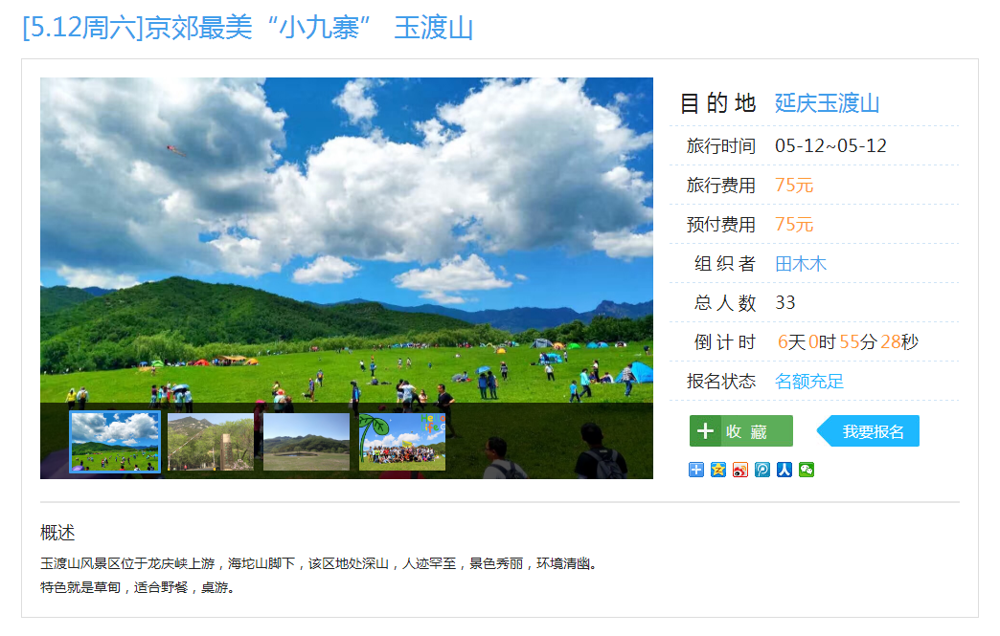 [5.12周六]京郊最美“小九寨” 玉渡山
目 的 地 延庆玉渡山
旅行时间 05-12~05-12
旅行费用 75元
预付费用 75元
组 织 者 田木木
总 人 数 33
倒 计 时 6天0时55分28秒
报名状态 名额充足
收 藏 我要报名
概述
玉渡山风景区位于龙庆峡上游，海坨山脚下，该区地处深山，人迹罕至，景色秀丽，环境清幽。
特色就是草甸，适合野餐，桌游。